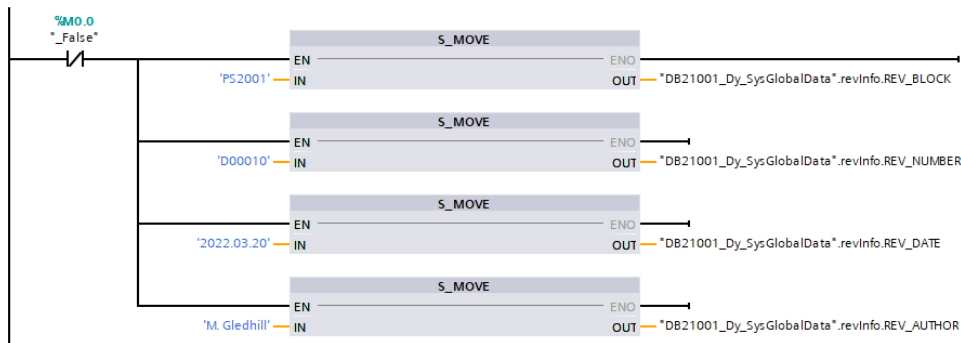 %M0.0
"_False"
S_MOVE
EN ENO
'PS2001' IN OUT "DB21001_Dy_SysGlobalData".revInfo.REV_BLOCK
S_MOVE
EN ENO
'D00010' IN OUT "DB21001_Dy_SysGlobalData".revInfo.REV_NUMBER
S_MOVE
EN ENO
'2022.03.20' IN OUT "DB21001_Dy_SysGlobalData".revInfo.REV_DATE
S_MOVE
EN ENO
'M. Gledhill' IN OUT "DB21001_Dy_SysGlobalData".revInfo.REV_AUTHOR